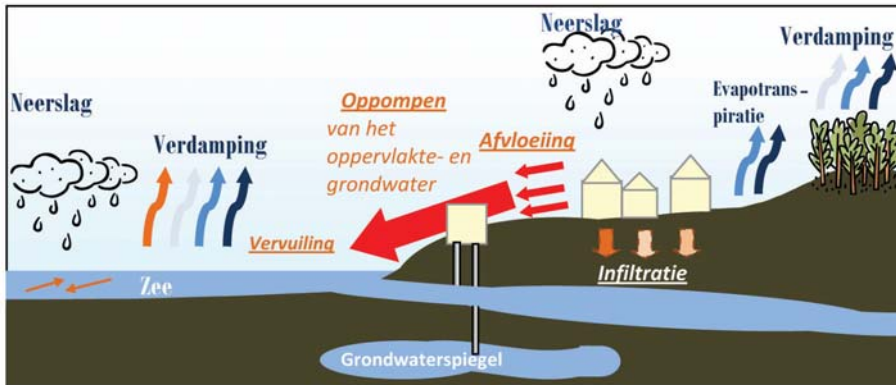 Neerslag
Verdamping
Neerslag
Oppompen
van het
oppervlakte- en
grondwater
Afvloeiing
Evapotrans –
piratie
Verdamping
Vervuiling
Infiltratie
Zee
Grondwaterspiegel